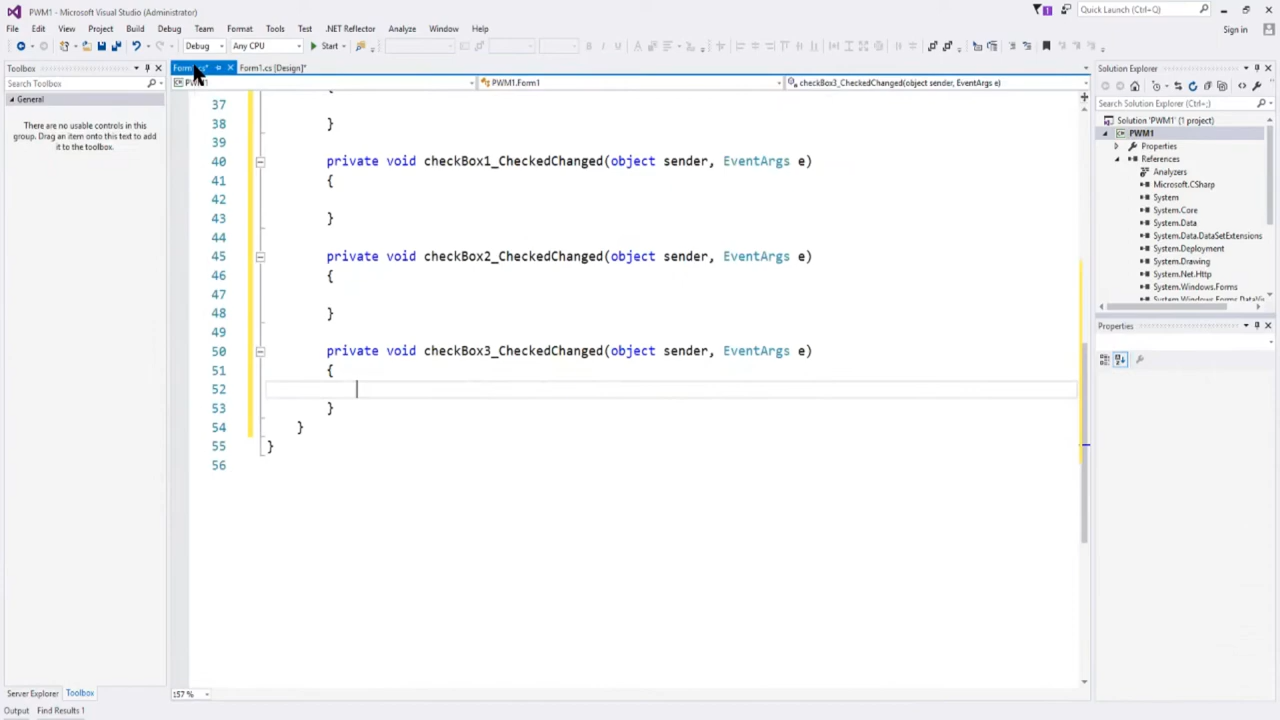 PWM1 - Microsoft Visual Studio (Administrator)
Quick Launch (Ctrl+Q)
File Edit View Project Build Debug Team Format Tools Test .NET Reflector Analyze Window Help
Sign in
Debug Any CPU Start
Toolbox
Form1.cs [Design]*
Solution Explorer
Search Toolbox
PWM1.Form1
checkBox3_CheckedChanged(object sender, EventArgs e)
General
Search Solution Explorer (Ctrl+;)
There are no usable controls in this
group. Drag an item onto this text to add
it to the toolbox.
Solution 'PWM1' (1 project)
PWM1
Properties
References
Analyzers
Microsoft.CSharp
System
System.Core
System.Data
System.Data.DataSetExtensions
System.Deployment
System.Drawing
System.Net.Http
System.Windows.Forms
Properties
37
38 }
39
40 private void checkBox1_CheckedChanged(object sender, EventArgs e)
41 {
42
43 }
44
45 private void checkBox2_CheckedChanged(object sender, EventArgs e)
46 {
47
48 }
49
50 private void checkBox3_CheckedChanged(object sender, EventArgs e)
51 {
52
53 }
54 }
55 }
56
157 %
Server Explorer Toolbox
Output Find Results 1